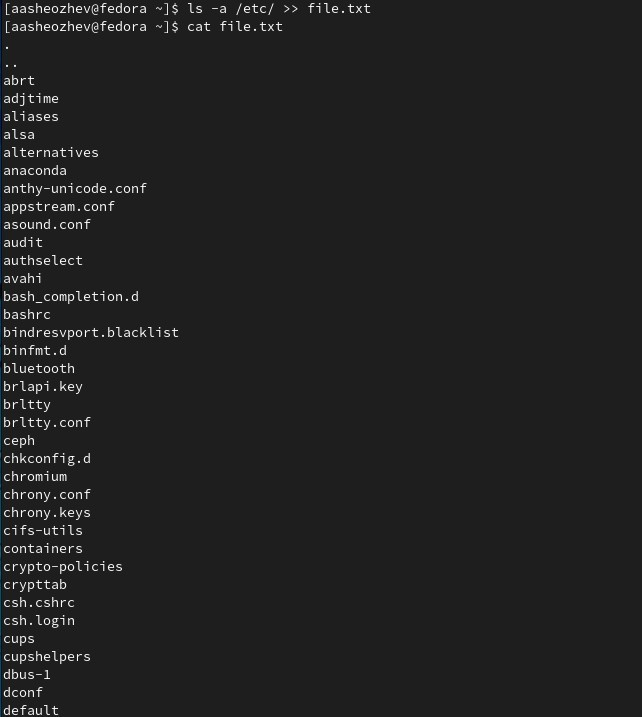 [aasheozhev@fedora ~]$ ls -a /etc/ >> file.txt
[aasheozhev@fedora ~]$ cat file.txt
.
..
abrt
adjtime
aliases
alsa
alternatives
anaconda
anthy-unicode.conf
appstream.conf
asound.conf
audit
authselect
avahi
bash_completion.d
bashrc
bindresvport.blacklist
binfmt.d
bluetooth
brlapi.key
brltty
brltty.conf
ceph
chkconfig.d
chromium
chrony.conf
chrony.keys
cifs-utils
containers
crypto-policies
crypttab
csh.cshrc
csh.login
cups
cupshelpers
dbus-1
dconf
default